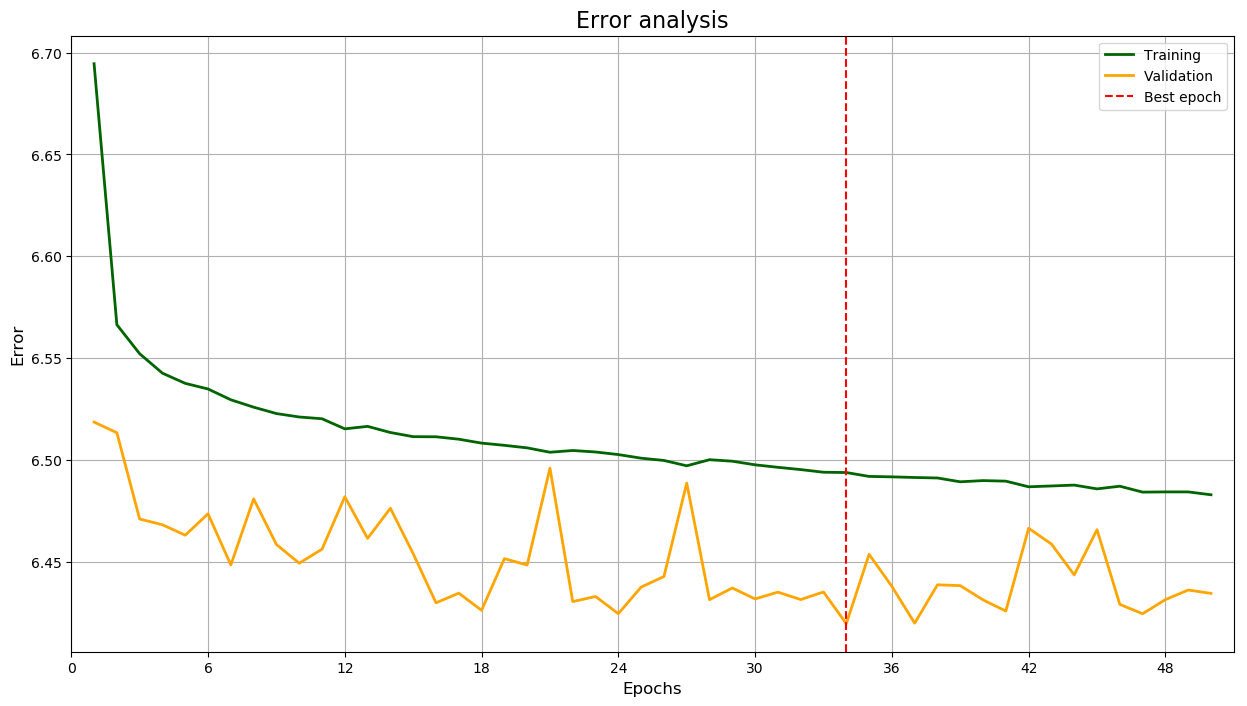 Error analysis
Training
Validation
Best epoch
6.70
6.65
6.60
6.55
6.50
6.45
Error
0 6 12 18 24 30 36 42 48
Epochs